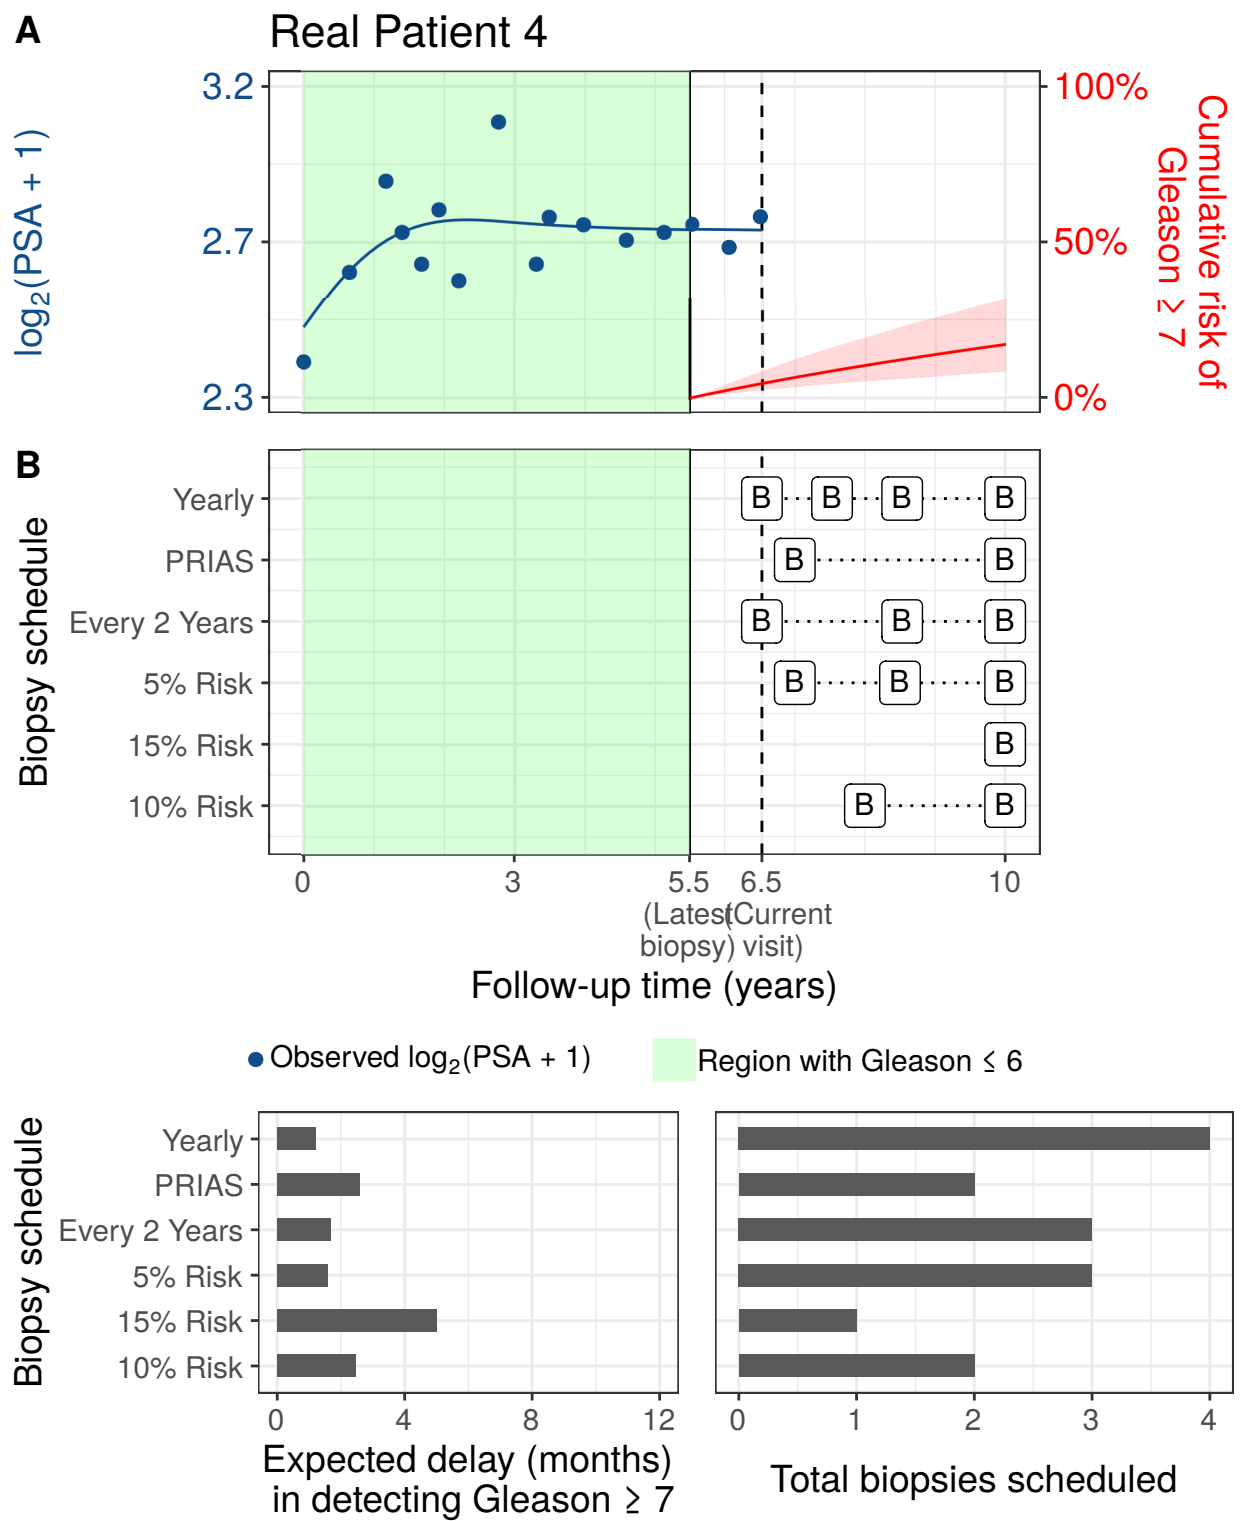 A
Real Patient 4
3.2
2.7
2.3
log₂(PSA + 1)
100%
50%
0%
Cumulative risk of
Gleason ≥ 7
B
Biopsy schedule
Yearly
B B B B
PRIAS
B B
Every 2 Years
B B B
5% Risk
B B B
15% Risk
B
10% Risk
B B
0 3 5.5 6.5 10
(Latest (Current
biopsy) visit)
Follow-up time (years)
Observed log₂(PSA + 1)
Region with Gleason ≤ 6
Biopsy schedule
Yearly
PRIAS
Every 2 Years
5% Risk
15% Risk
10% Risk
0 4 8 12
Expected delay (months)
in detecting Gleason ≥ 7
0 1 2 3 4
Total biopsies scheduled